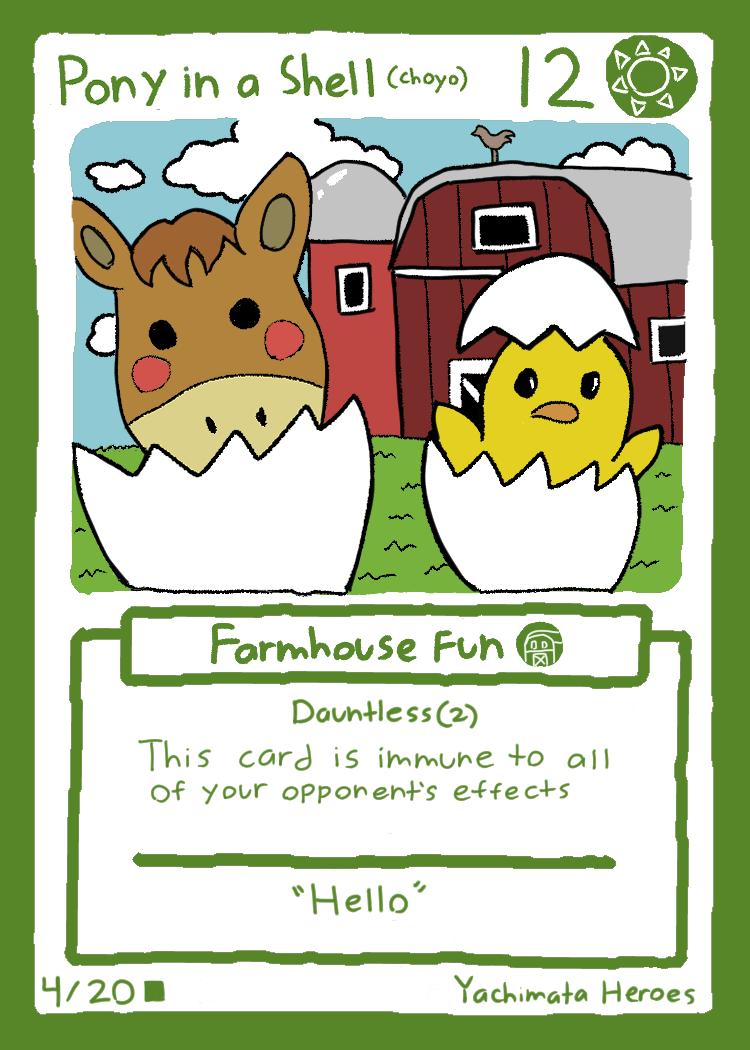 Pony in a Shell (choyo) 12
Farmhouse Fun
Dauntless(2)
This card is immune to all
of your opponent's effects
"Hello"
4/20 Yachimata Heroes